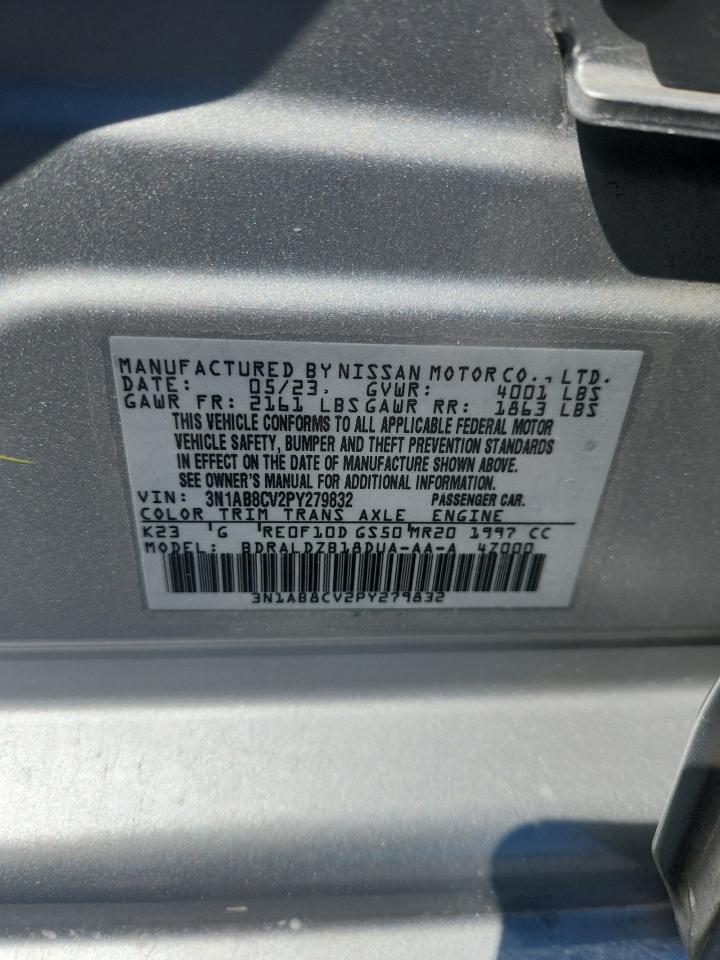 MANUFACTURED BY NISSAN MOTOR CO., LTD.
DATE: 05/23. GVWR: 4001 LBS
GAWR FR: 2161 LBS GAWR RR: 1863 LBS
THIS VEHICLE CONFORMS TO ALL APPLICABLE FEDERAL MOTOR
VEHICLE SAFETY, BUMPER AND THEFT PREVENTION STANDARDS
IN EFFECT ON THE DATE OF MANUFACTURE SHOWN ABOVE.
SEE OWNER'S MANUAL FOR ADDITIONAL INFORMATION.
VIN: 3N1AB8CV2PY279832 PASSENGER CAR.
COLOR TRIM TRANS AXLE ENGINE
K23 G RE0F10D GS50 MR20 1997 CC
MODEL: BDRALDZB18DUA-AA-A 4Z000
3N1AB8CV2PY279832